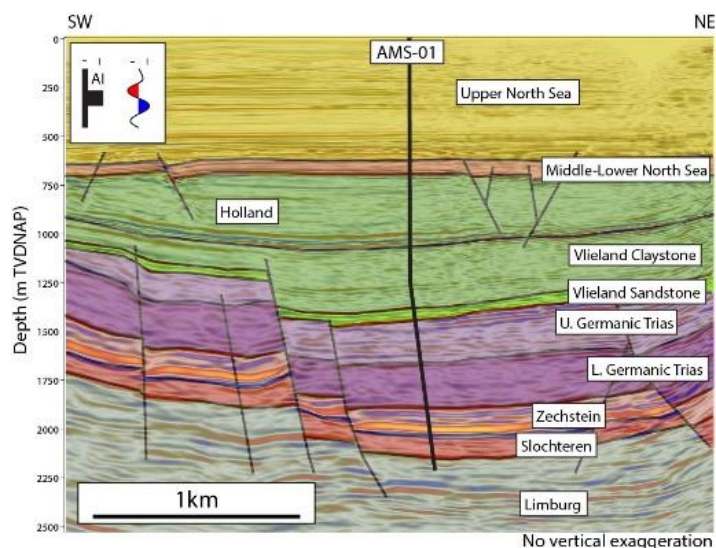 SW
NE
0
AMS-01
AI
250
Upper North Sea
500
Middle-Lower North Sea
750
Holland
1000
Vlieland Claystone
1250
Vlieland Sandstone
U. Germanic Trias
1500
L. Germanic Trias
1750
Zechstein
2000
Slochteren
2250
1km
Limburg
2500
Depth (m TVDNAP)
No vertical exaggeration